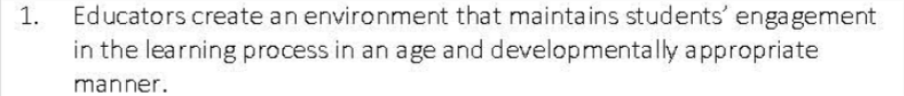 1. Educators create an environment that maintains students’ engagement
in the learning process in an age and developmentally appropriate
manner.